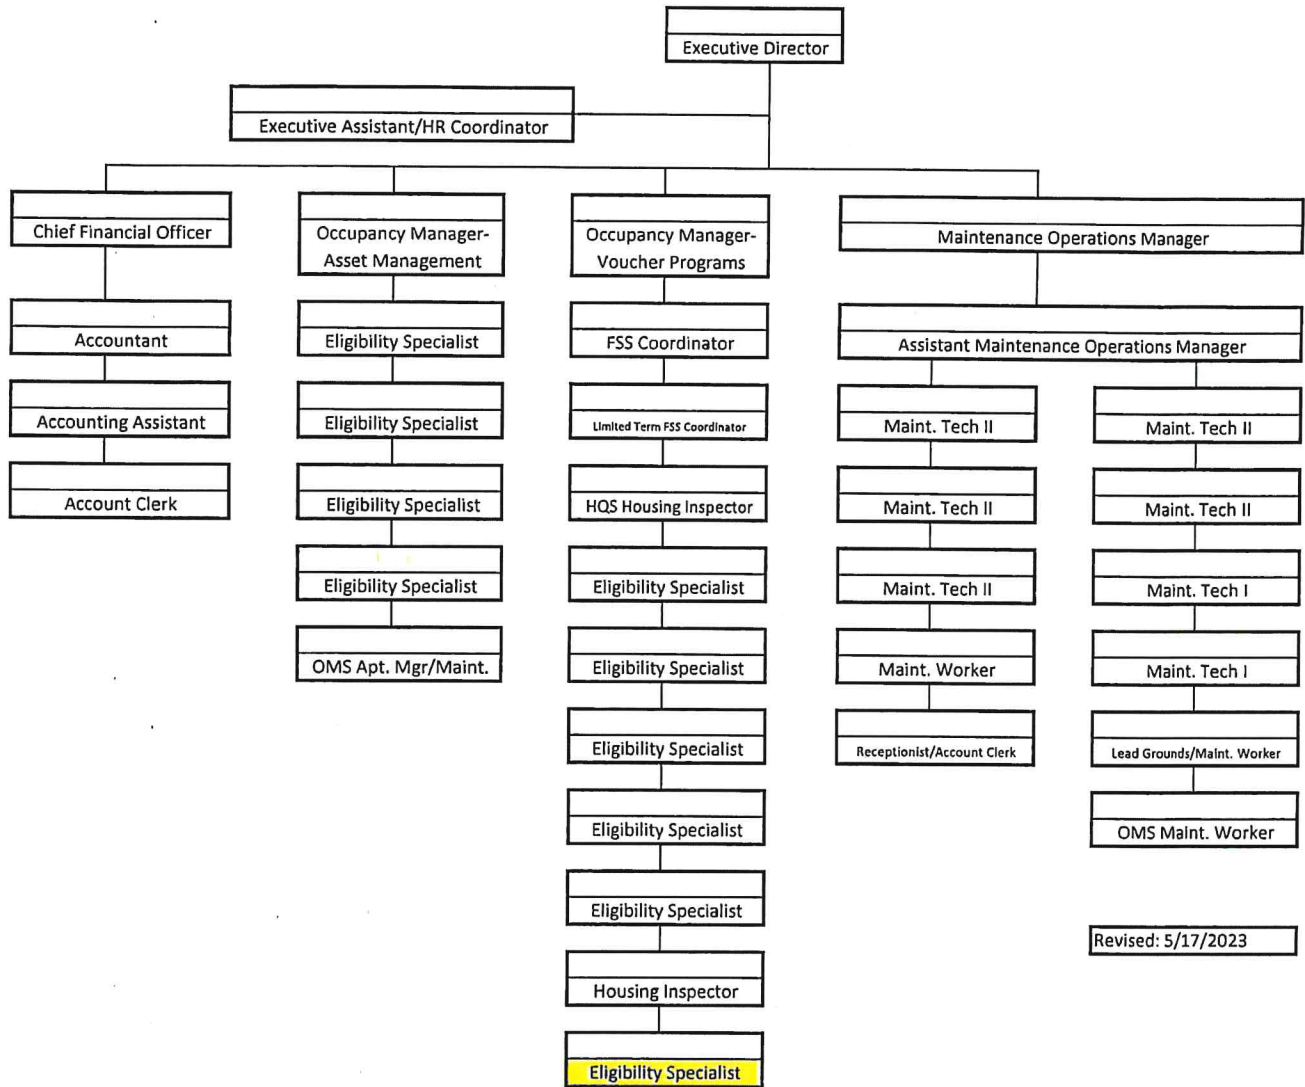 Executive Director
Executive Assistant/HR Coordinator
Chief Financial Officer
Accountant
Accounting Assistant
Account Clerk
Occupancy Manager-
Asset Management
Eligibility Specialist
Eligibility Specialist
Eligibility Specialist
Eligibility Specialist
OMS Apt. Mgr/Maint.
Occupancy Manager-
Voucher Programs
FSS Coordinator
Limited Term FSS Coordinator
HQS Housing Inspector
Eligibility Specialist
Eligibility Specialist
Eligibility Specialist
Eligibility Specialist
Eligibility Specialist
Housing Inspector
Eligibility Specialist
Maintenance Operations Manager
Assistant Maintenance Operations Manager
Maint. Tech II
Maint. Tech II
Maint. Tech II
Maint. Worker
Receptionist/Account Clerk
Maint. Tech II
Maint. Tech II
Maint. Tech I
Maint. Tech I
Lead Grounds/Maint. Worker
OMS Maint. Worker
Revised: 5/17/2023